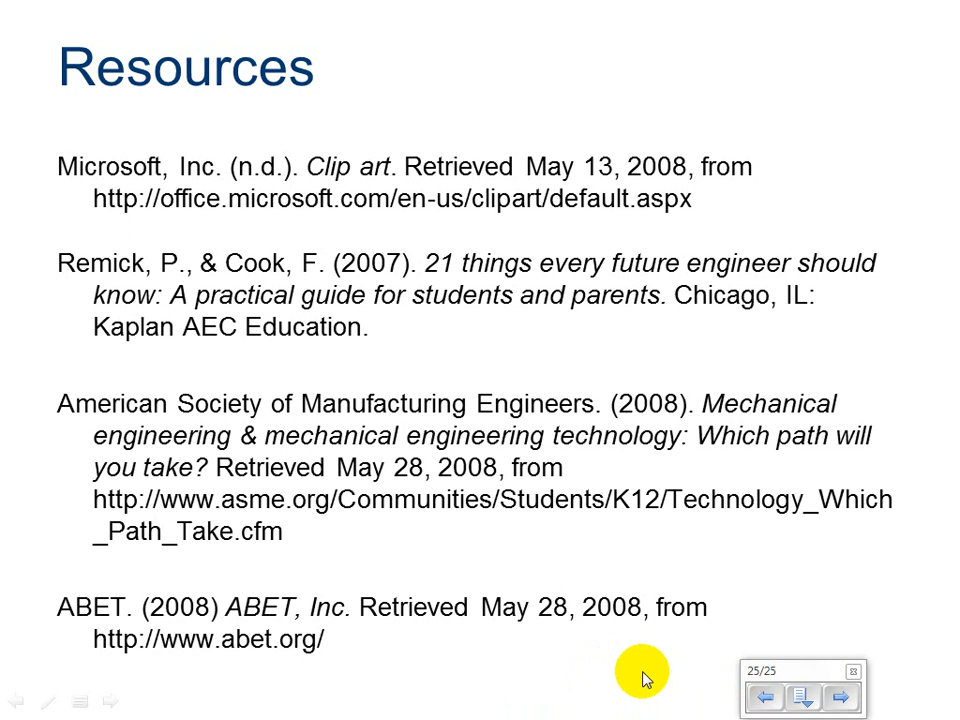 Resources
Microsoft, Inc. (n.d.). Clip art. Retrieved May 13, 2008, from
http://office.microsoft.com/en-us/clipart/default.aspx
Remick, P., & Cook, F. (2007). 21 things every future engineer should
know: A practical guide for students and parents. Chicago, IL:
Kaplan AEC Education.
American Society of Manufacturing Engineers. (2008). Mechanical
engineering & mechanical engineering technology: Which path will
you take? Retrieved May 28, 2008, from
http://www.asme.org/Communities/Students/K12/Technology_Which
_Path_Take.cfm
ABET. (2008) ABET, Inc. Retrieved May 28, 2008, from
http://www.abet.org/
25/25